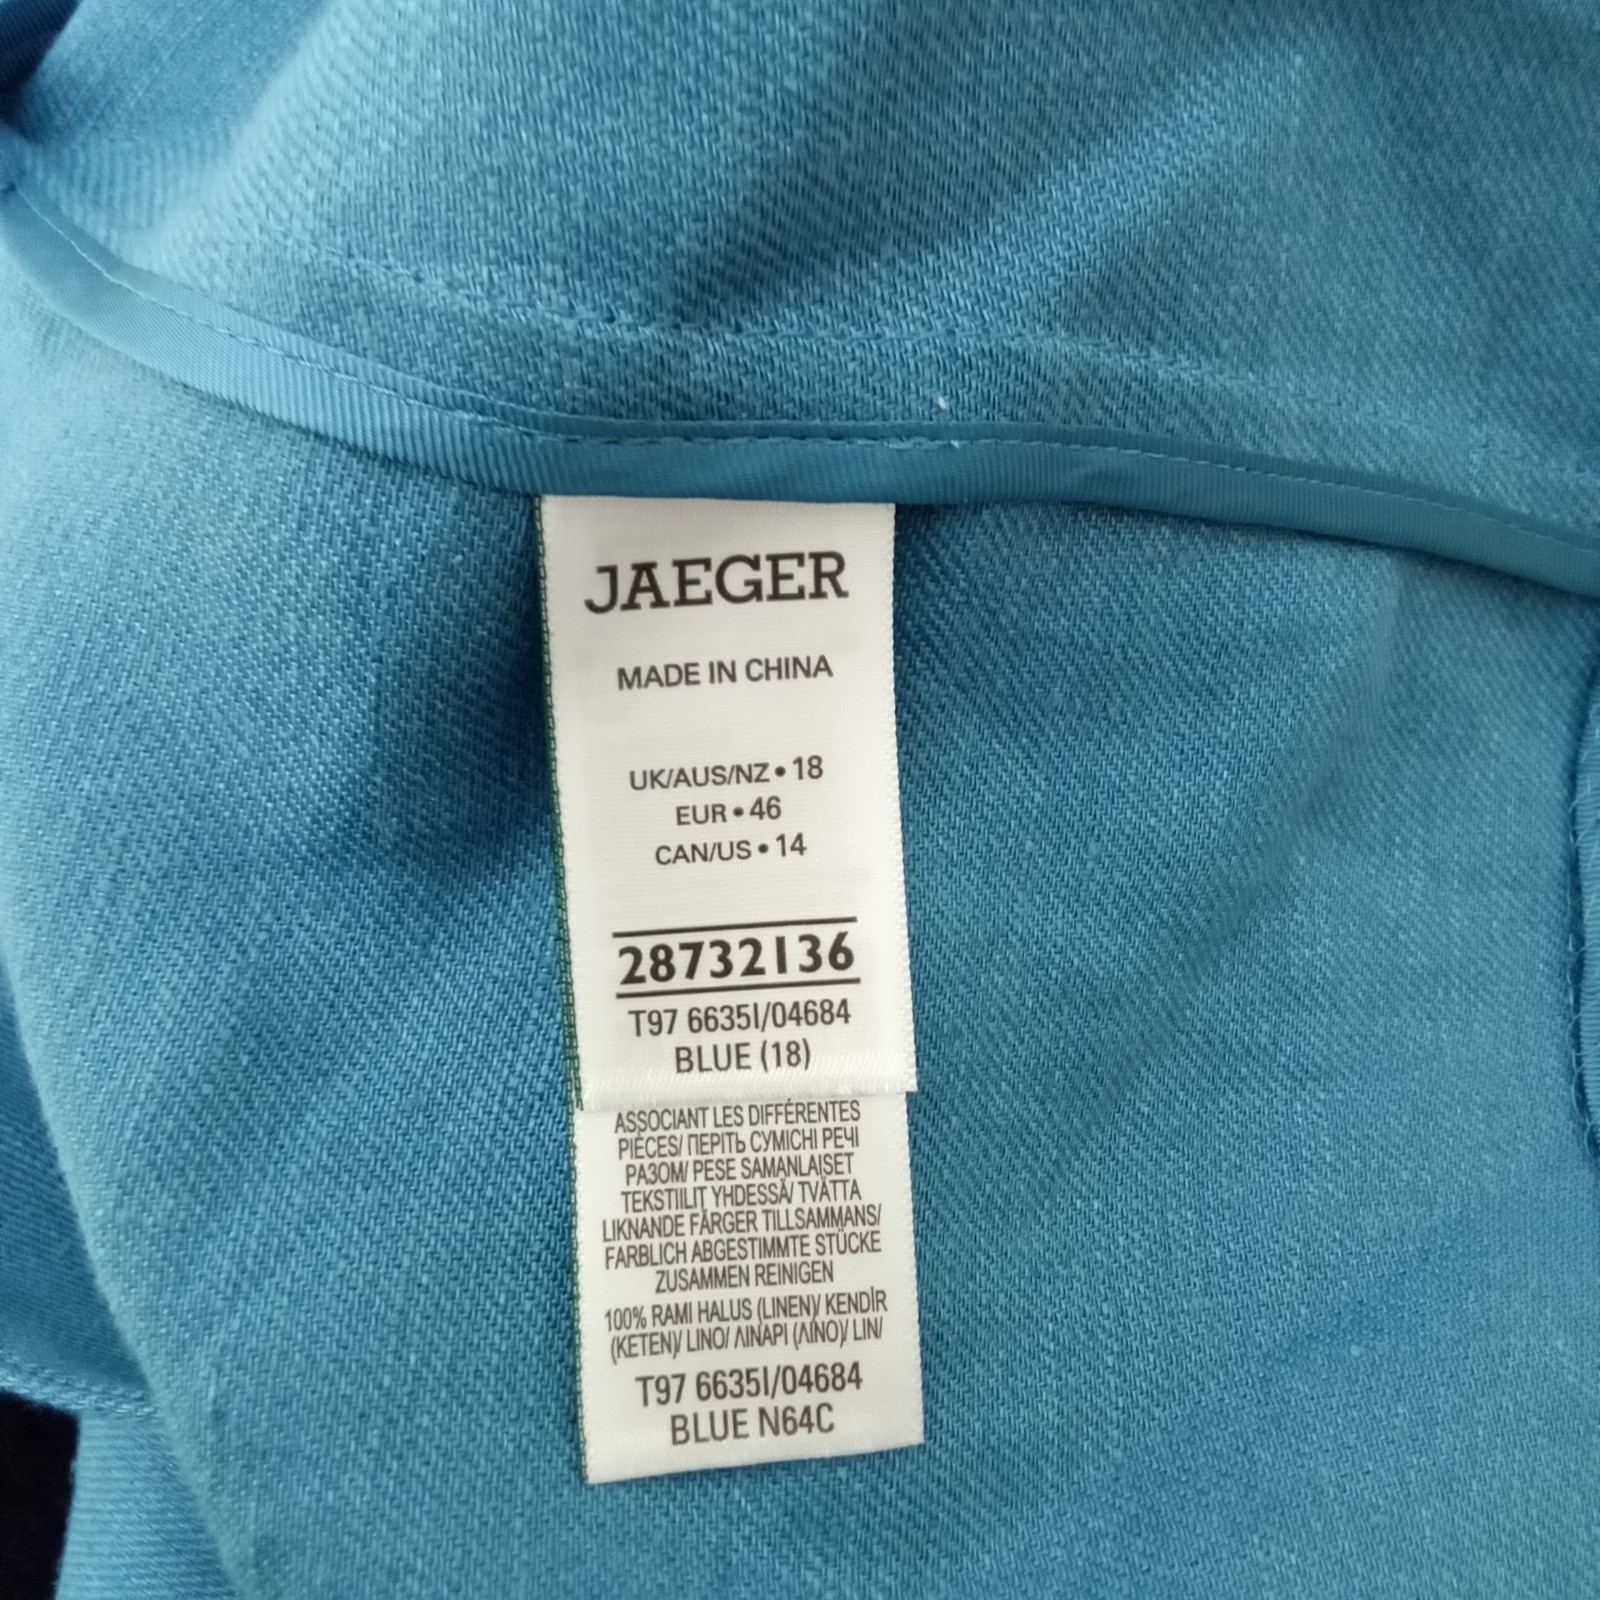 JAEGER
MADE IN CHINA
UK/AUS/NZ • 18
EUR • 46
CAN/US • 14
28732136
T97 6635I/04684
BLUE (18)
ASSOCIANT LES DIFFÉRENTES
PIÈCES/ ПЕРІТЬ СУМІСНІ РЕЧІ
РАЗОМ/ PESE SAMANLAISET
TEKSTIILIT YHDESSÄ/ TVÄTTA
LIKNANDE FÄRGER TILLSAMMANS/
FARBLICH ABGESTIMMTE STÜCKE
ZUSAMMEN REINIGEN
100% RAMI HALUS (LINEN)/ KENDİR
(KETEN)/ LINO/ ΛΙΝΑΡΙ (ΛΙΝΟ)/ LIN/
T97 6635I/04684
BLUE N64C